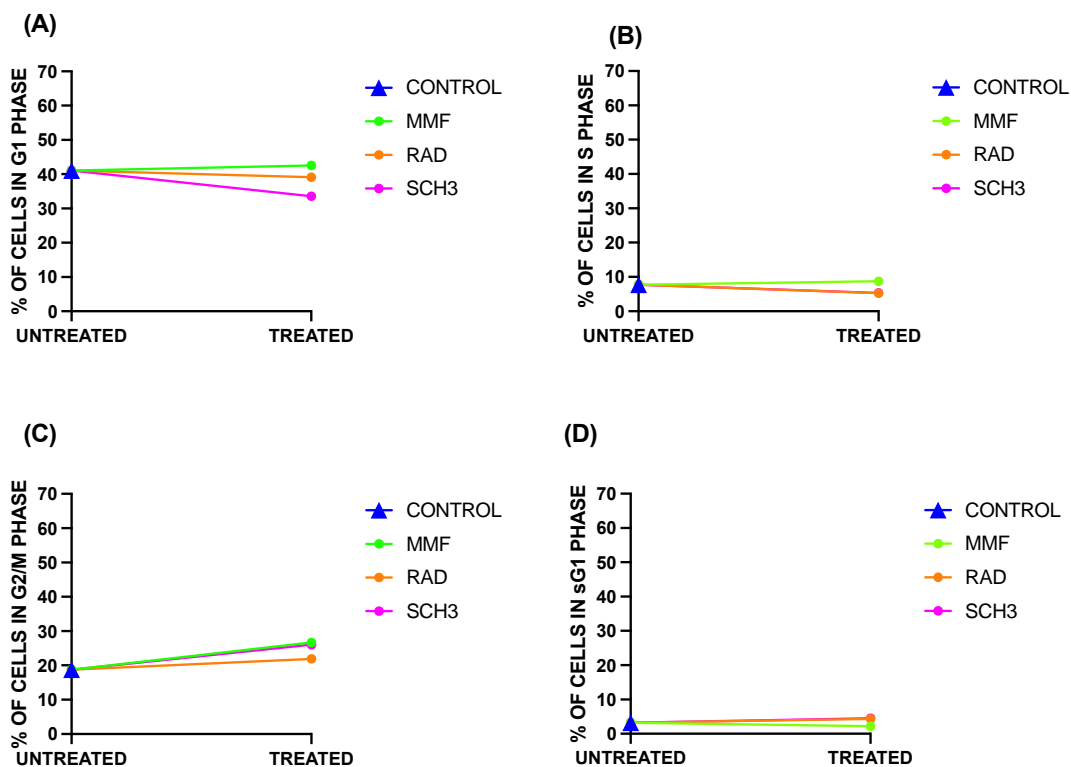 (A)
% OF CELLS IN G1 PHASE
70
60
50
40
30
20
10
0
UNTREATED TREATED
CONTROL
MMF
RAD
SCH3
(B)
% OF CELLS IN S PHASE
70
60
50
40
30
20
10
0
UNTREATED TREATED
CONTROL
MMF
RAD
SCH3
(C)
% OF CELLS IN G2/M PHASE
70
60
50
40
30
20
10
0
UNTREATED TREATED
CONTROL
MMF
RAD
SCH3
(D)
% OF CELLS IN sG1 PHASE
70
60
50
40
30
20
10
0
UNTREATED TREATED
CONTROL
MMF
RAD
SCH3